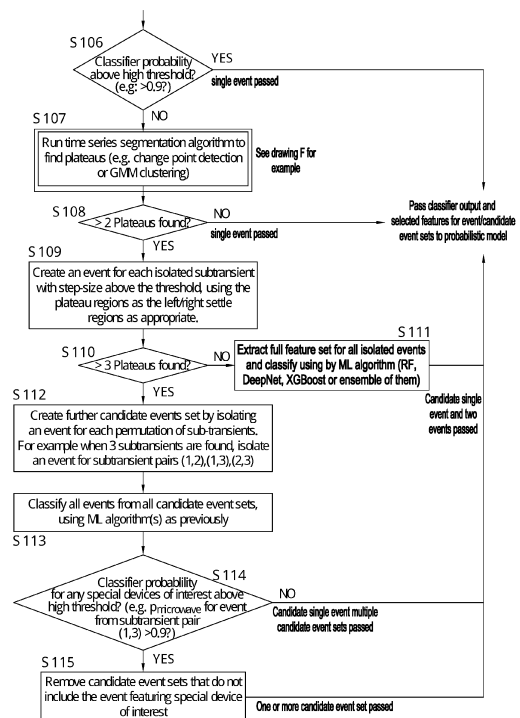 S 106
YES
Classifier probability
above high threshold?
(e.g: >0.9?)
single event passed
NO
S 107
Run time series segmentation algorithm to
find plateaus (e.g. change point detection
or GMM clustering)
See drawing F for
example
Pass classifier output and
selected features for event/candidate
event sets to probabilistic model
S 108
> 2 Plateaus found?
NO
single event passed
YES
S 109
Create an event for each isolated subtransient
with step-size above the threshold, using the
plateau regions as the left/right settle
regions as appropriate.
S 110
> 3 Plateaus found?
NO
S 111
Extract full feature set for all isolated events
and classify using by ML algorithm (RF,
DeepNet, XGBoost or ensemble of them)
Candidate single
event and two
events passed
YES
S 112
Create further candidate events set by isolating
an event for each permutation of sub-transients.
For example when 3 subtransients are found, isolate
an event for subtransient pairs (1,2),(1,3),(2,3)
Classify all events from all candidate event sets,
using ML algorithm(s) as previously
S 113
S 114
Classifier probablility
for any special devices of interest above
high threshold? (e.g. pmicrowave for event
from subtransient pair
(1,3) >0.9?)
NO
Candidate single event multiple
candidate event sets passed
YES
S 115
Remove candidate event sets that do not
include the event featuring special device
of interest
One or more candidate event set passed